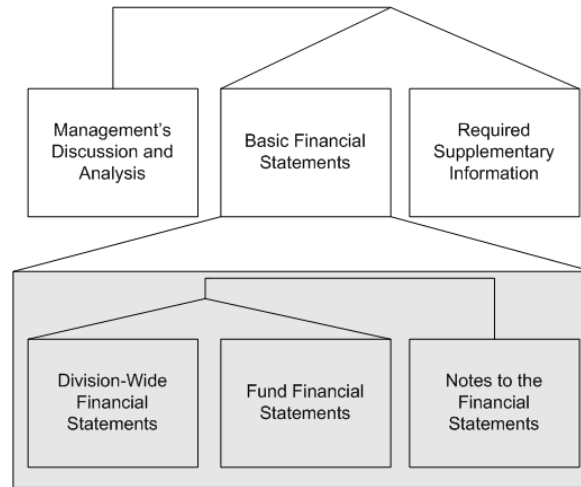 Management's
Discussion and
Analysis
Basic Financial
Statements
Required
Supplementary
Information
Division-Wide
Financial
Statements
Fund Financial
Statements
Notes to the
Financial
Statements